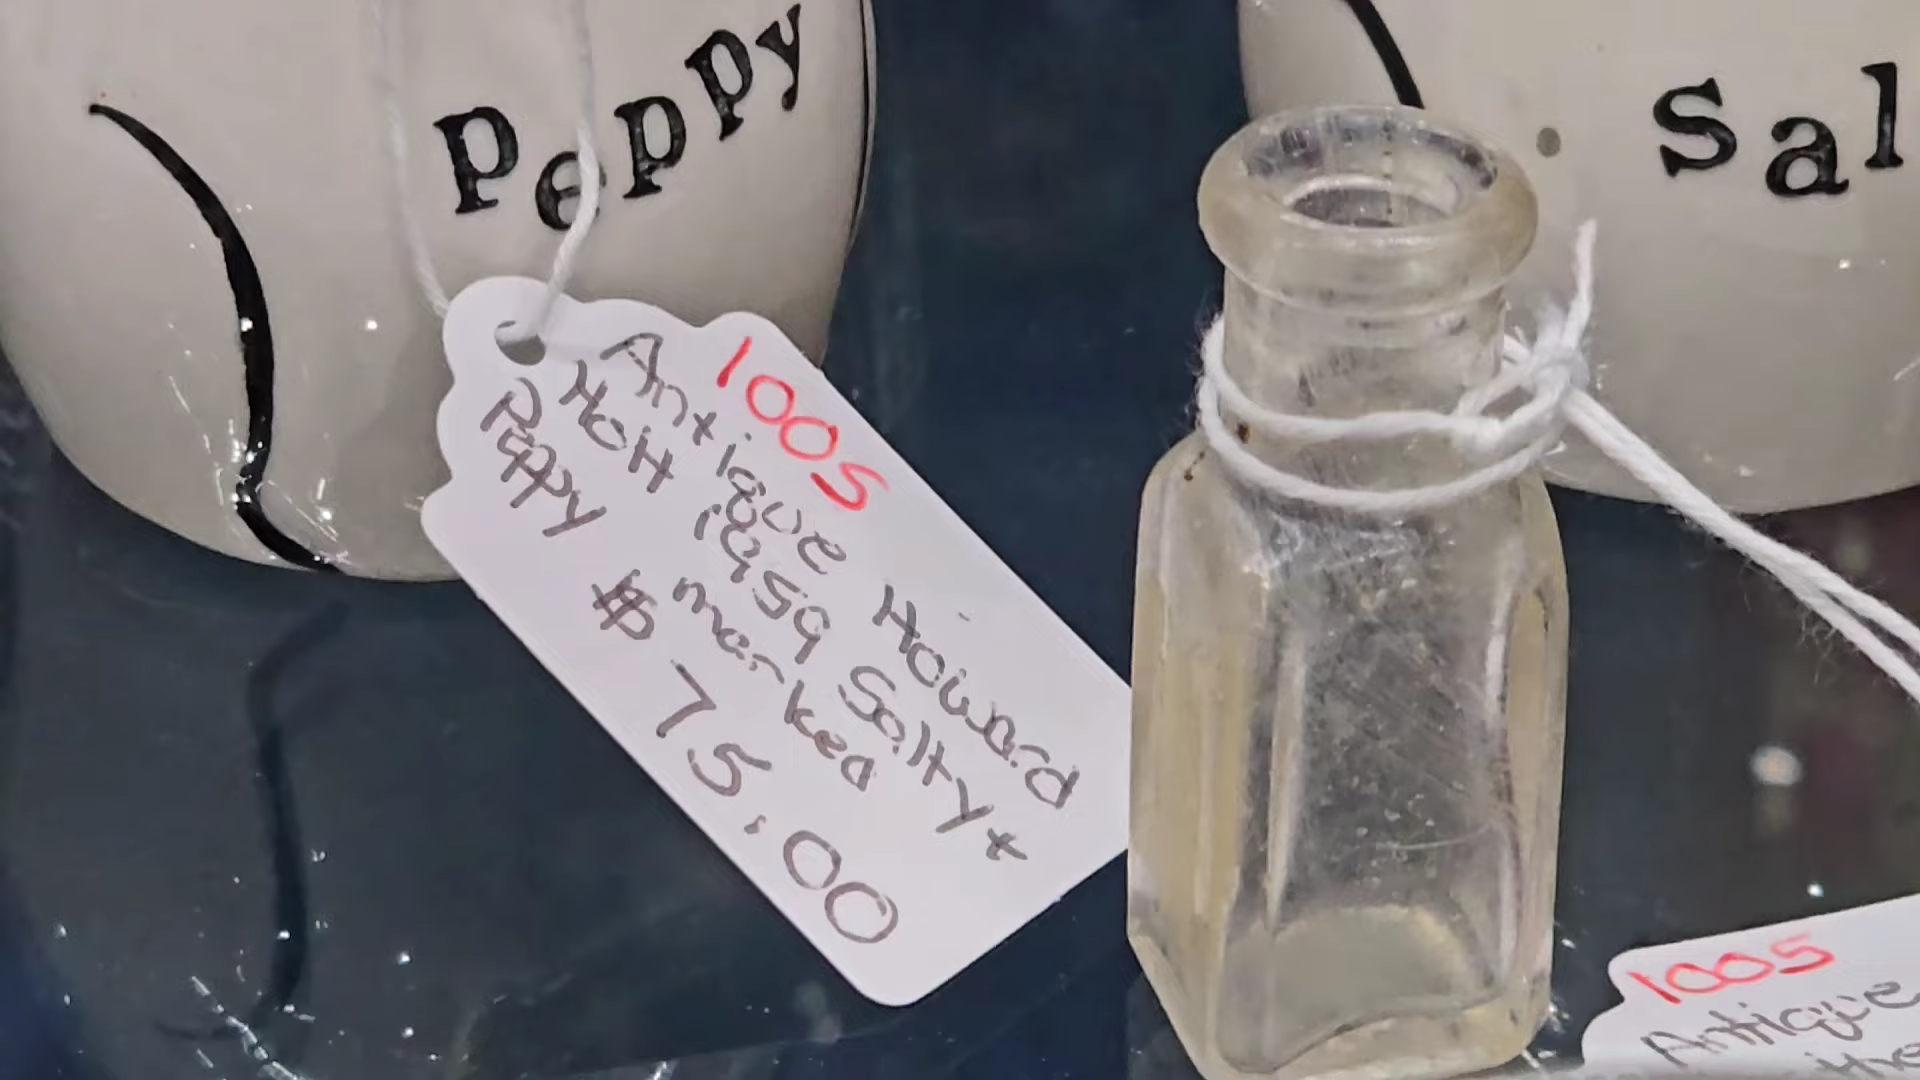 Peppy
Sal
1005
Antique Howard
Holt 1959 Salty +
Peppy marked
$75.00
1005
Antique